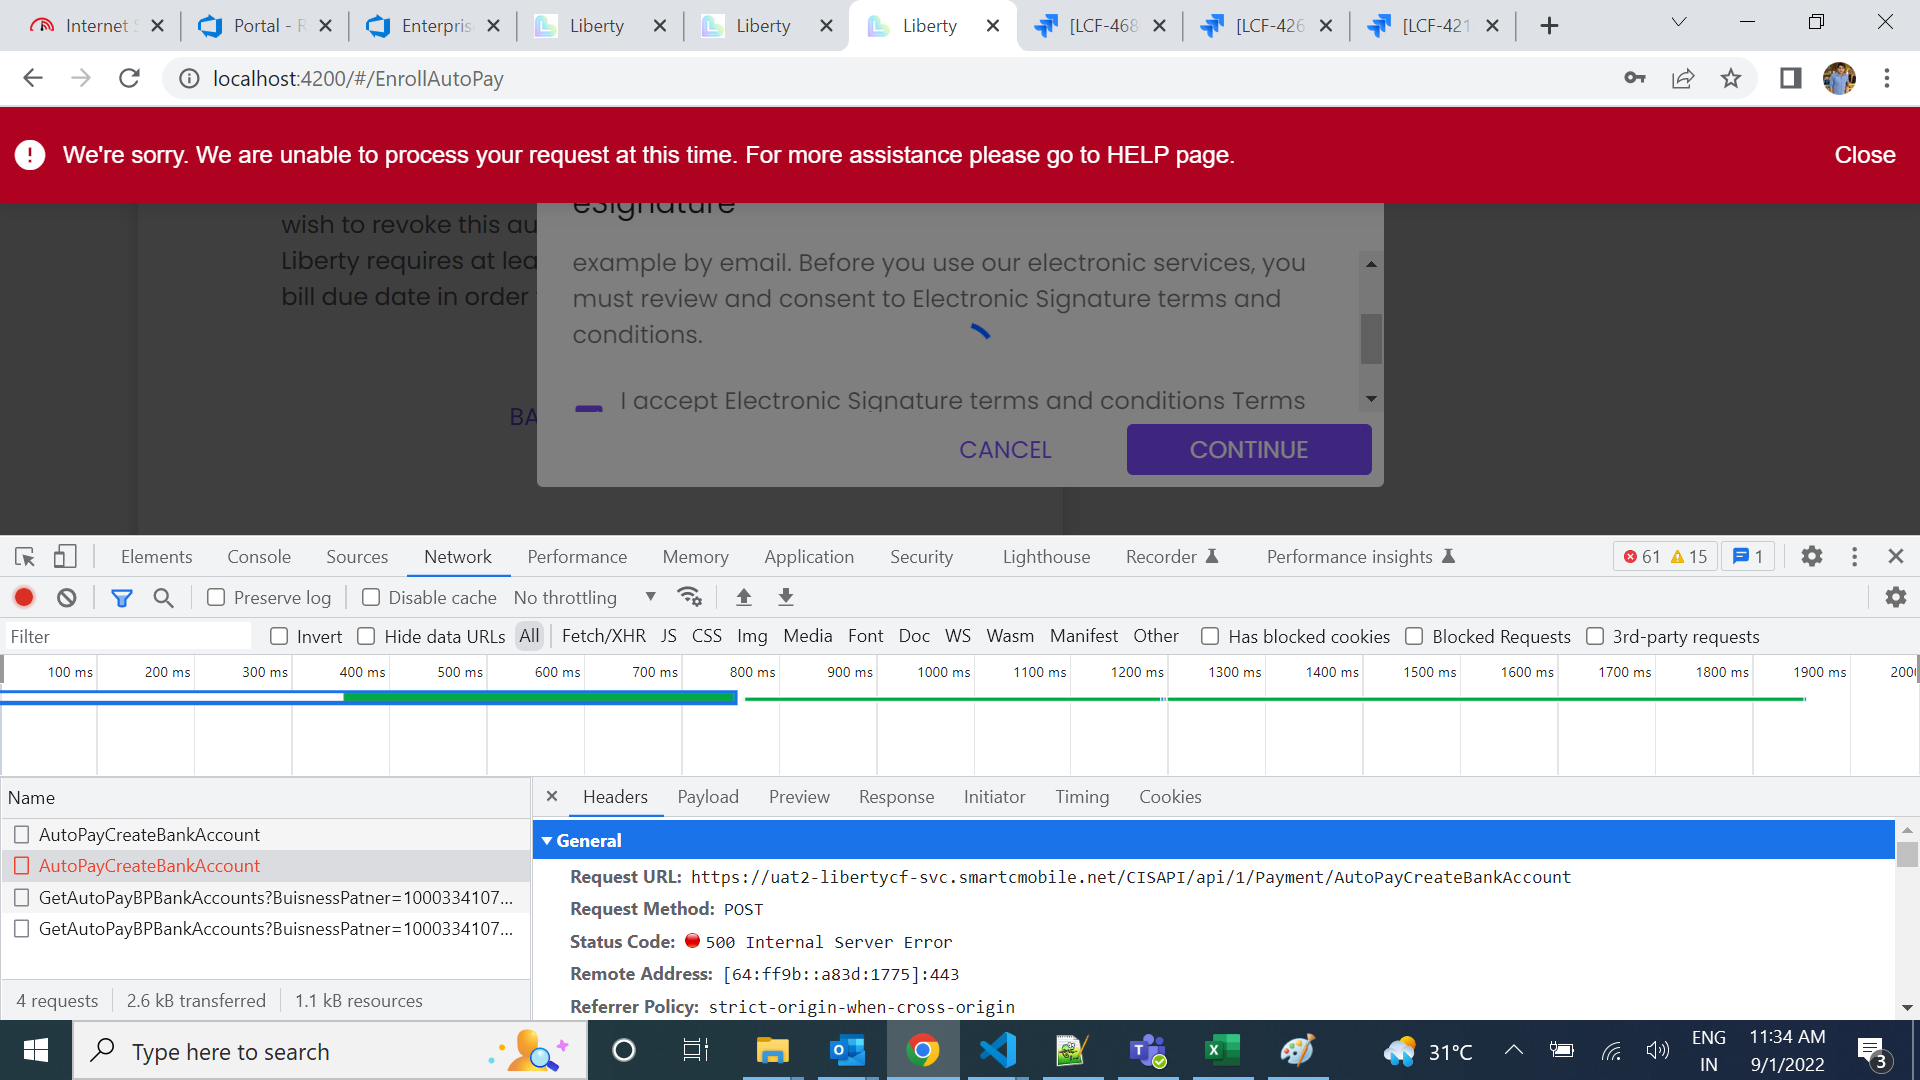 Internet S
Portal - R
Enterpris
Liberty
Liberty
Liberty
[LCF-468
[LCF-426
[LCF-421
localhost:4200/#/EnrollAutoPay
We're sorry. We are unable to process your request at this time. For more assistance please go to HELP page.
Close
eSignature
wish to revoke this au
Liberty requires at lea
bill due date in order
example by email. Before you use our electronic services, you
must review and consent to Electronic Signature terms and
conditions.
I accept Electronic Signature terms and conditions Terms
BA
CANCEL
CONTINUE
Elements Console Sources Network Performance Memory Application Security Lighthouse Recorder Performance insights 61 15 1
Preserve log Disable cache No throttling
Filter Invert Hide data URLs All Fetch/XHR JS CSS Img Media Font Doc WS Wasm Manifest Other Has blocked cookies Blocked Requests 3rd-party requests
100 ms 200 ms 300 ms 400 ms 500 ms 600 ms 700 ms 800 ms 900 ms 1000 ms 1100 ms 1200 ms 1300 ms 1400 ms 1500 ms 1600 ms 1700 ms 1800 ms 1900 ms 2000
Name
AutoPayCreateBankAccount
AutoPayCreateBankAccount
GetAutoPayBPBankAccounts?BuisnessPatner=1000334107...
GetAutoPayBPBankAccounts?BuisnessPatner=1000334107...
4 requests 2.6 kB transferred 1.1 kB resources
Headers Payload Preview Response Initiator Timing Cookies
General
Request URL: https://uat2-libertycf-svc.smartcmobile.net/CISAPI/api/1/Payment/AutoPayCreateBankAccount
Request Method: POST
Status Code: 500 Internal Server Error
Remote Address: [64:ff9b::a83d:1775]:443
Referrer Policy: strict-origin-when-cross-origin
Type here to search
31°C
ENG
IN
11:34 AM
9/1/2022
3